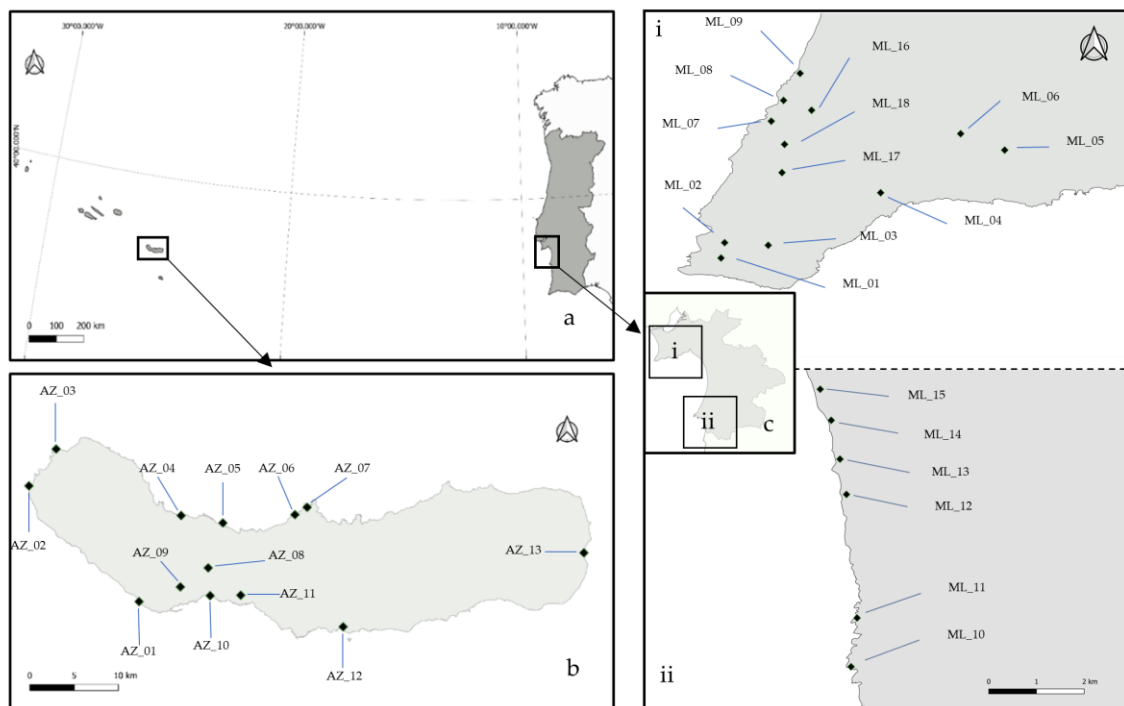 30°00.000'W
20°00.000'W
10°00.000'W
40°00.000'N
0 100 200 km
a
AZ_03
AZ_04
AZ_05
AZ_06
AZ_07
AZ_02
AZ_09
AZ_08
AZ_13
AZ_11
AZ_01
AZ_10
AZ_12
0 5 10 km
b
i
ML_09
ML_16
ML_08
ML_06
ML_18
ML_07
ML_05
ML_17
ML_02
ML_04
ML_03
ML_01
i
ii
c
ML_15
ML_14
ML_13
ML_12
ML_11
ML_10
ii
0 1 2 km